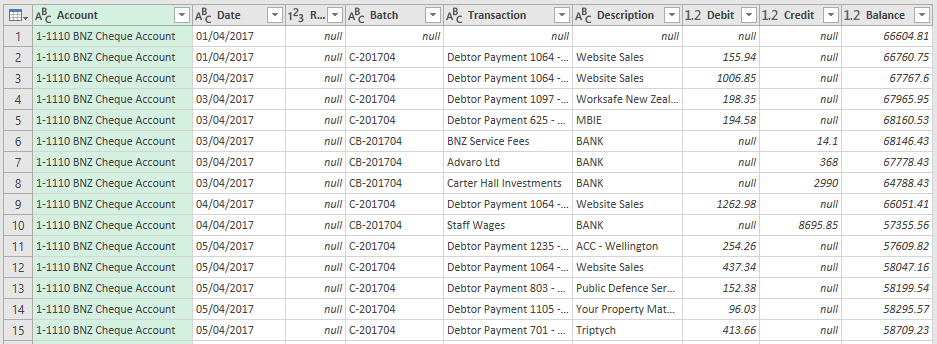 ABC Account ABC Date 123 R... ABC Batch ABC Transaction ABC Description 1.2 Debit 1.2 Credit 1.2 Balance
1 1-1110 BNZ Cheque Account 01/04/2017 null null null null null null 66604.81
2 1-1110 BNZ Cheque Account 01/04/2017 null C-201704 Debtor Payment 1064 -... Website Sales 155.94 null 66760.75
3 1-1110 BNZ Cheque Account 03/04/2017 null C-201704 Debtor Payment 1064 -... Website Sales 1006.85 null 67767.6
4 1-1110 BNZ Cheque Account 03/04/2017 null C-201704 Debtor Payment 1097 -... Worksafe New Zeal... 198.35 null 67965.95
5 1-1110 BNZ Cheque Account 03/04/2017 null C-201704 Debtor Payment 625 - ... MBIE 194.58 null 68160.53
6 1-1110 BNZ Cheque Account 03/04/2017 null CB-201704 BNZ Service Fees BANK null 14.1 68146.43
7 1-1110 BNZ Cheque Account 03/04/2017 null CB-201704 Advaro Ltd BANK null 368 67778.43
8 1-1110 BNZ Cheque Account 03/04/2017 null CB-201704 Carter Hall Investments BANK null 2990 64788.43
9 1-1110 BNZ Cheque Account 04/04/2017 null C-201704 Debtor Payment 1064 -... Website Sales 1262.98 null 66051.41
10 1-1110 BNZ Cheque Account 04/04/2017 null CB-201704 Staff Wages BANK null 8695.85 57355.56
11 1-1110 BNZ Cheque Account 05/04/2017 null C-201704 Debtor Payment 1235 -... ACC - Wellington 254.26 null 57609.82
12 1-1110 BNZ Cheque Account 05/04/2017 null C-201704 Debtor Payment 1064 -... Website Sales 437.34 null 58047.16
13 1-1110 BNZ Cheque Account 05/04/2017 null C-201704 Debtor Payment 803 - ... Public Defence Ser... 152.38 null 58199.54
14 1-1110 BNZ Cheque Account 05/04/2017 null C-201704 Debtor Payment 1105 -... Your Property Mat... 96.03 null 58295.57
15 1-1110 BNZ Cheque Account 05/04/2017 null C-201704 Debtor Payment 701 - ... Triptych 413.66 null 58709.23